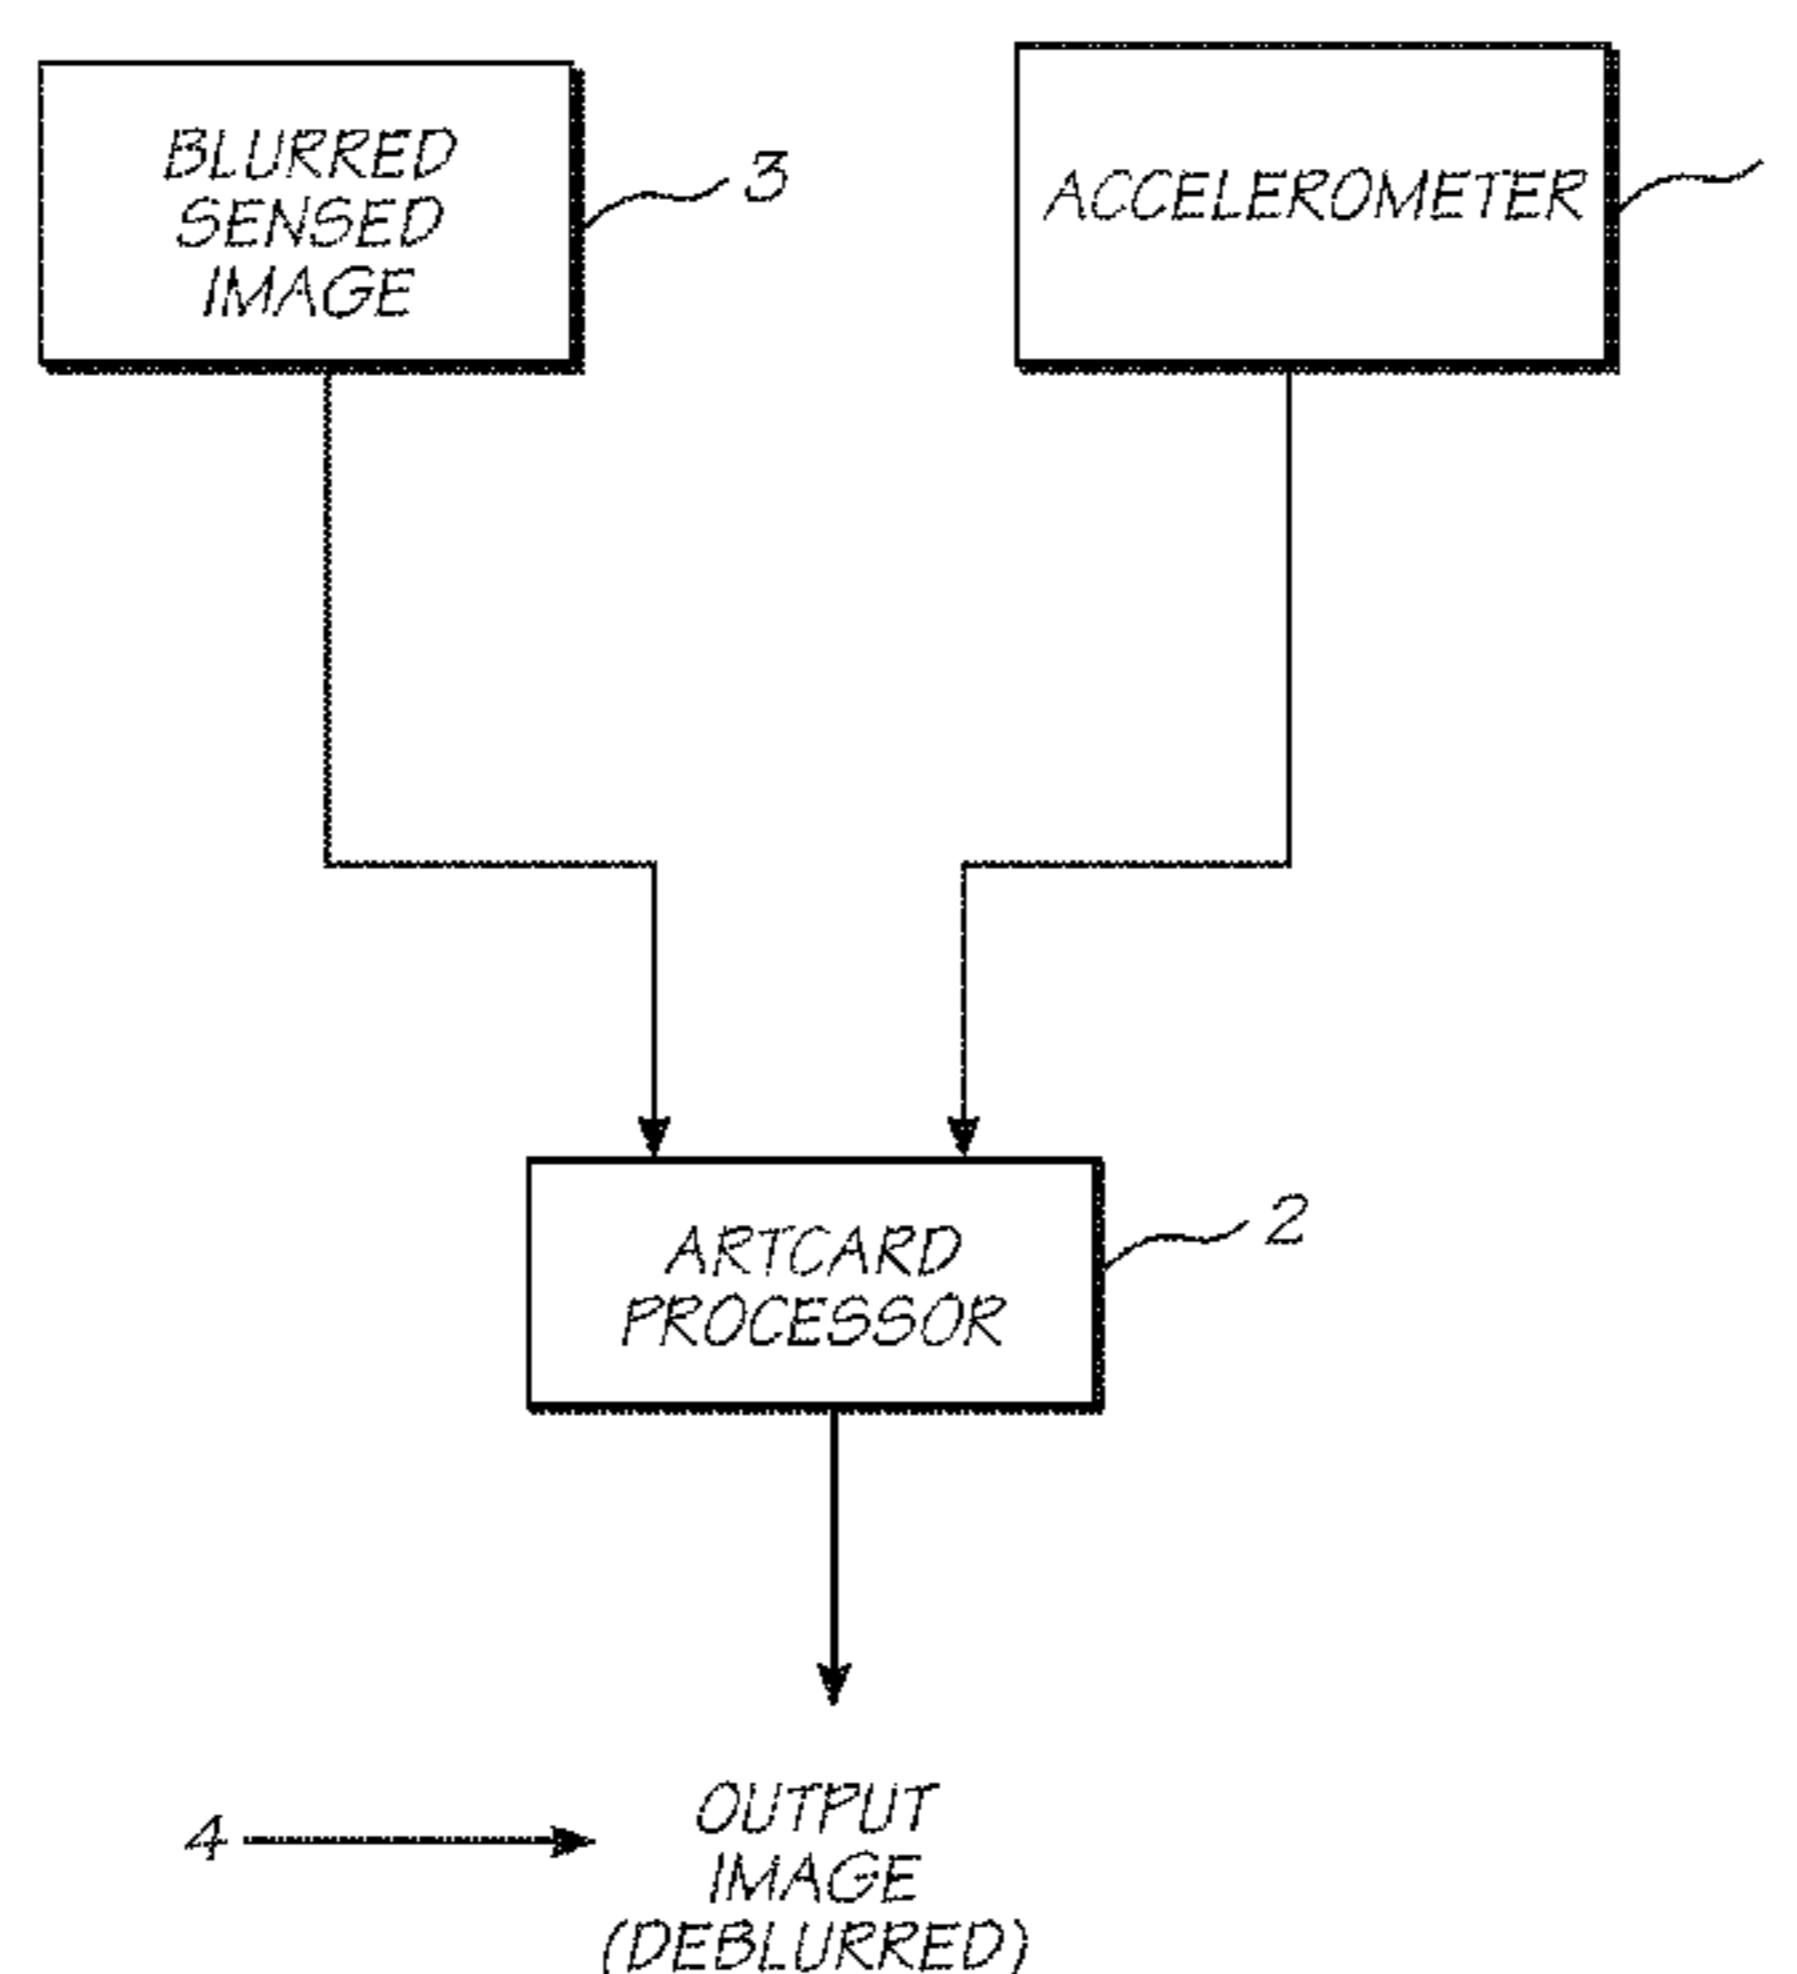 BLURRED
SENSED
IMAGE
3
ACCELEROMETER
ARTCARD
PROCESSOR
2
4
OUTPUT
IMAGE
(DEBLURRED)